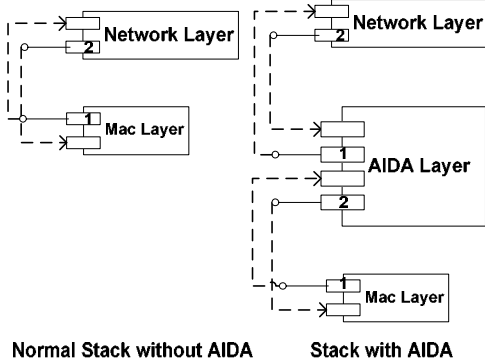 Network Layer
2
1
Mac Layer
Normal Stack without AIDA
Network Layer
2
1
AIDA Layer
2
1
Mac Layer
Stack with AIDA